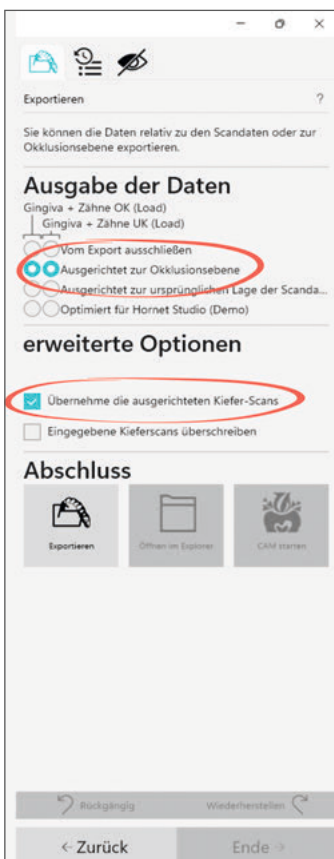 Exportieren ?
Sie können die Daten relativ zu den Scandaten oder zur
Okklusionsebene exportieren.
Ausgabe der Daten
Gingiva + Zähne OK (Load)
Gingiva + Zähne UK (Load)
Vom Export ausschließen
Ausgerichtet zur Okklusionsebene
Ausgerichtet zur ursprünglichen Lage der Scanda...
Optimiert für Hornet Studio (Demo)
erweiterte Optionen
Übernehme die ausgerichteten Kiefer-Scans
Eingegebene Kieferscans überschreiben
Abschluss
Exportieren
Öffnen im Explorer
CAM starten
Rückgängig
Wiederherstellen
← Zurück
Ende →